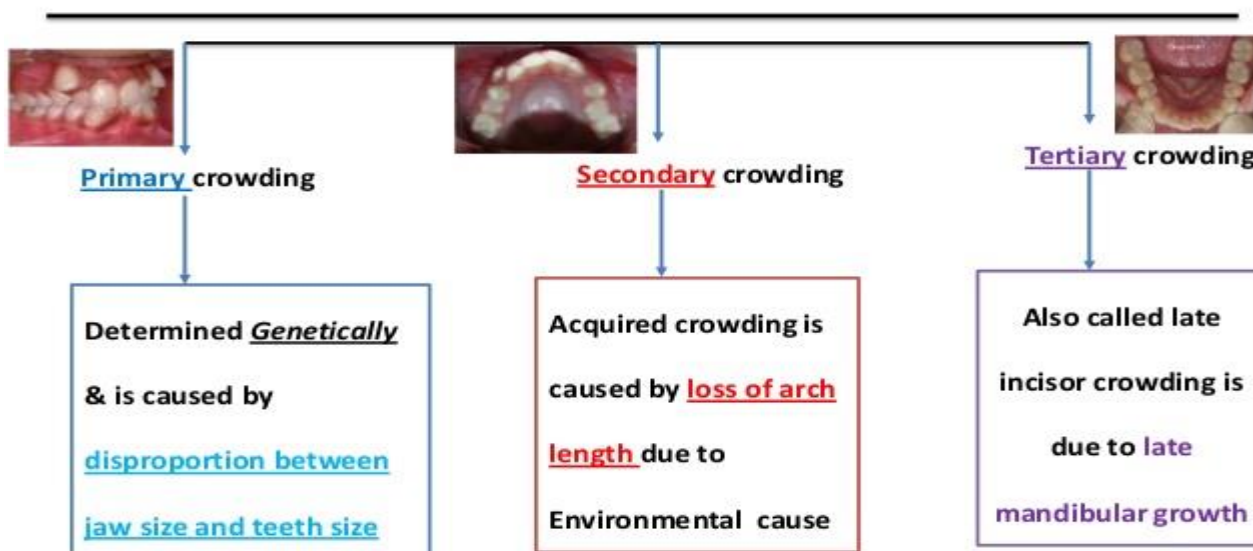 Primary crowding
Secondary crowding
Tertiary crowding
Determined Genetically
& is caused by
disproportion between
jaw size and teeth size
Acquired crowding is
caused by loss of arch
length due to
Environmental cause
Also called late
incisor crowding is
due to late
mandibular growth